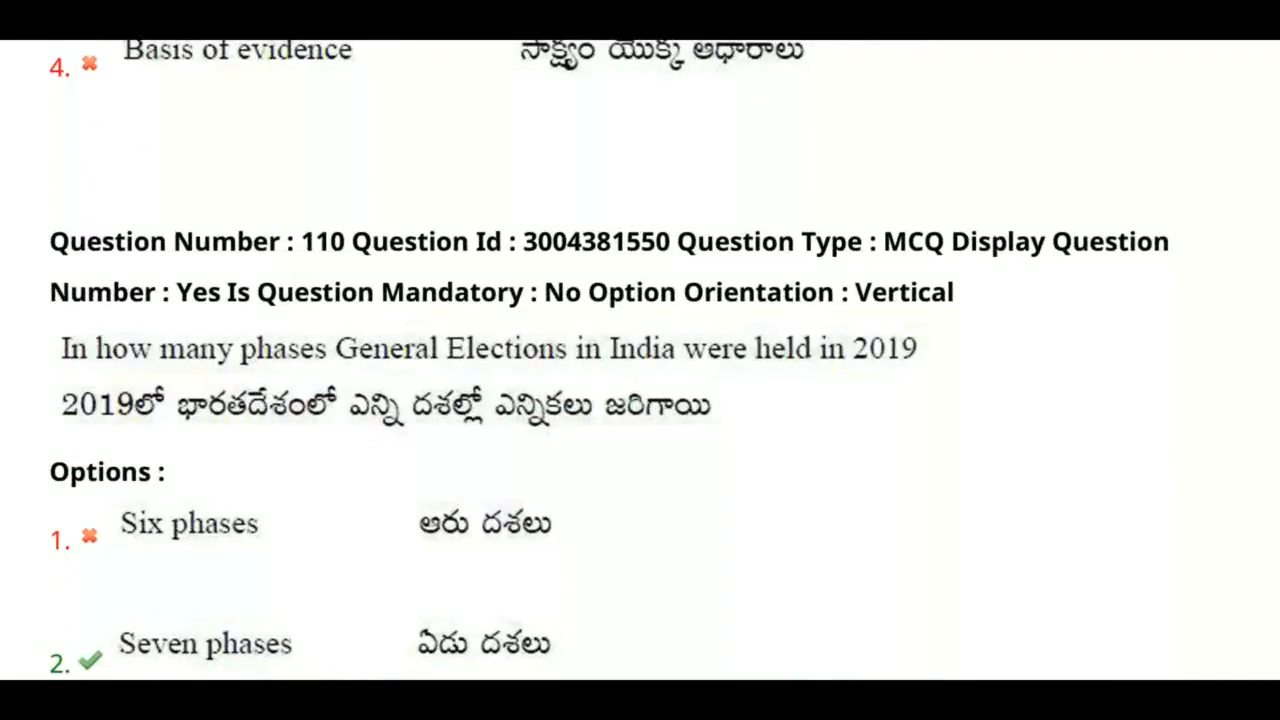 4. Basis of evidence సాక్ష్యం యొక్క ఆధారాలు
Question Number : 110 Question Id : 3004381550 Question Type : MCQ Display Question
Number : Yes Is Question Mandatory : No Option Orientation : Vertical
In how many phases General Elections in India were held in 2019
2019లో భారతదేశంలో ఎన్ని దశల్లో ఎన్నికలు జరిగాయి
Options :
1. Six phases ఆరు దశలు
2. Seven phases ఏడు దశలు